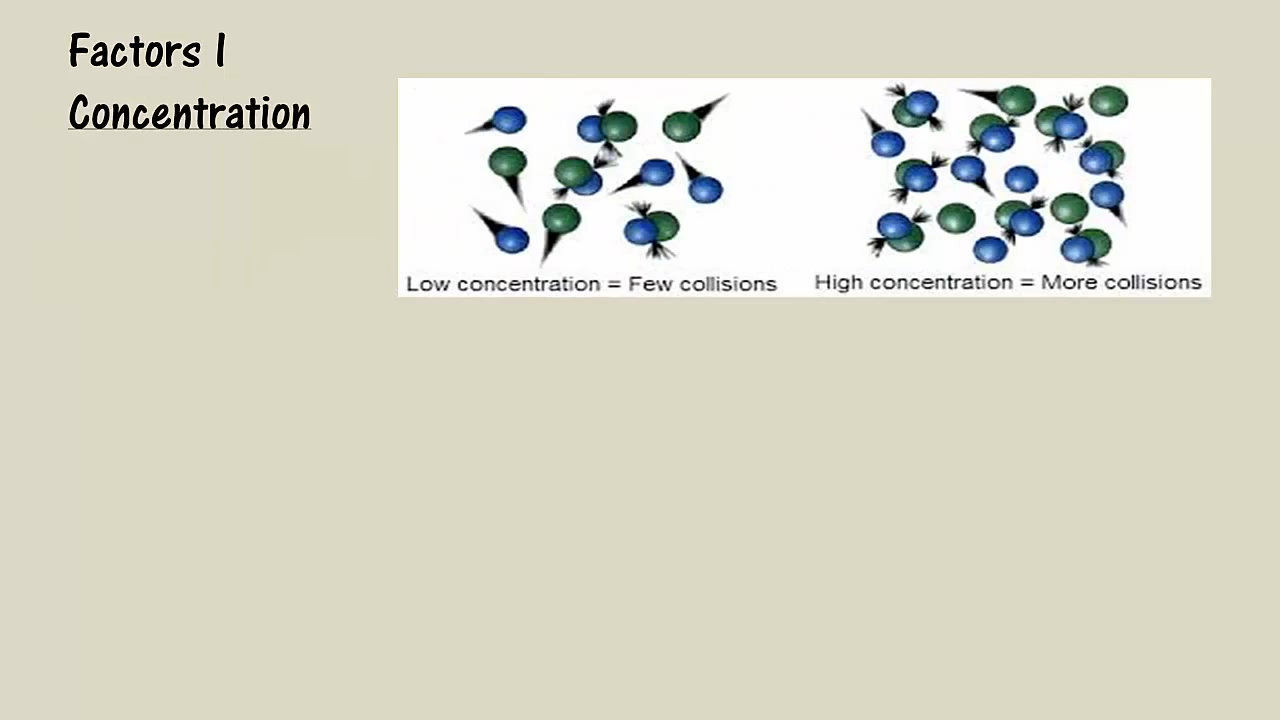 Factors I
Concentration
Low concentration = Few collisions
High concentration = More collisions